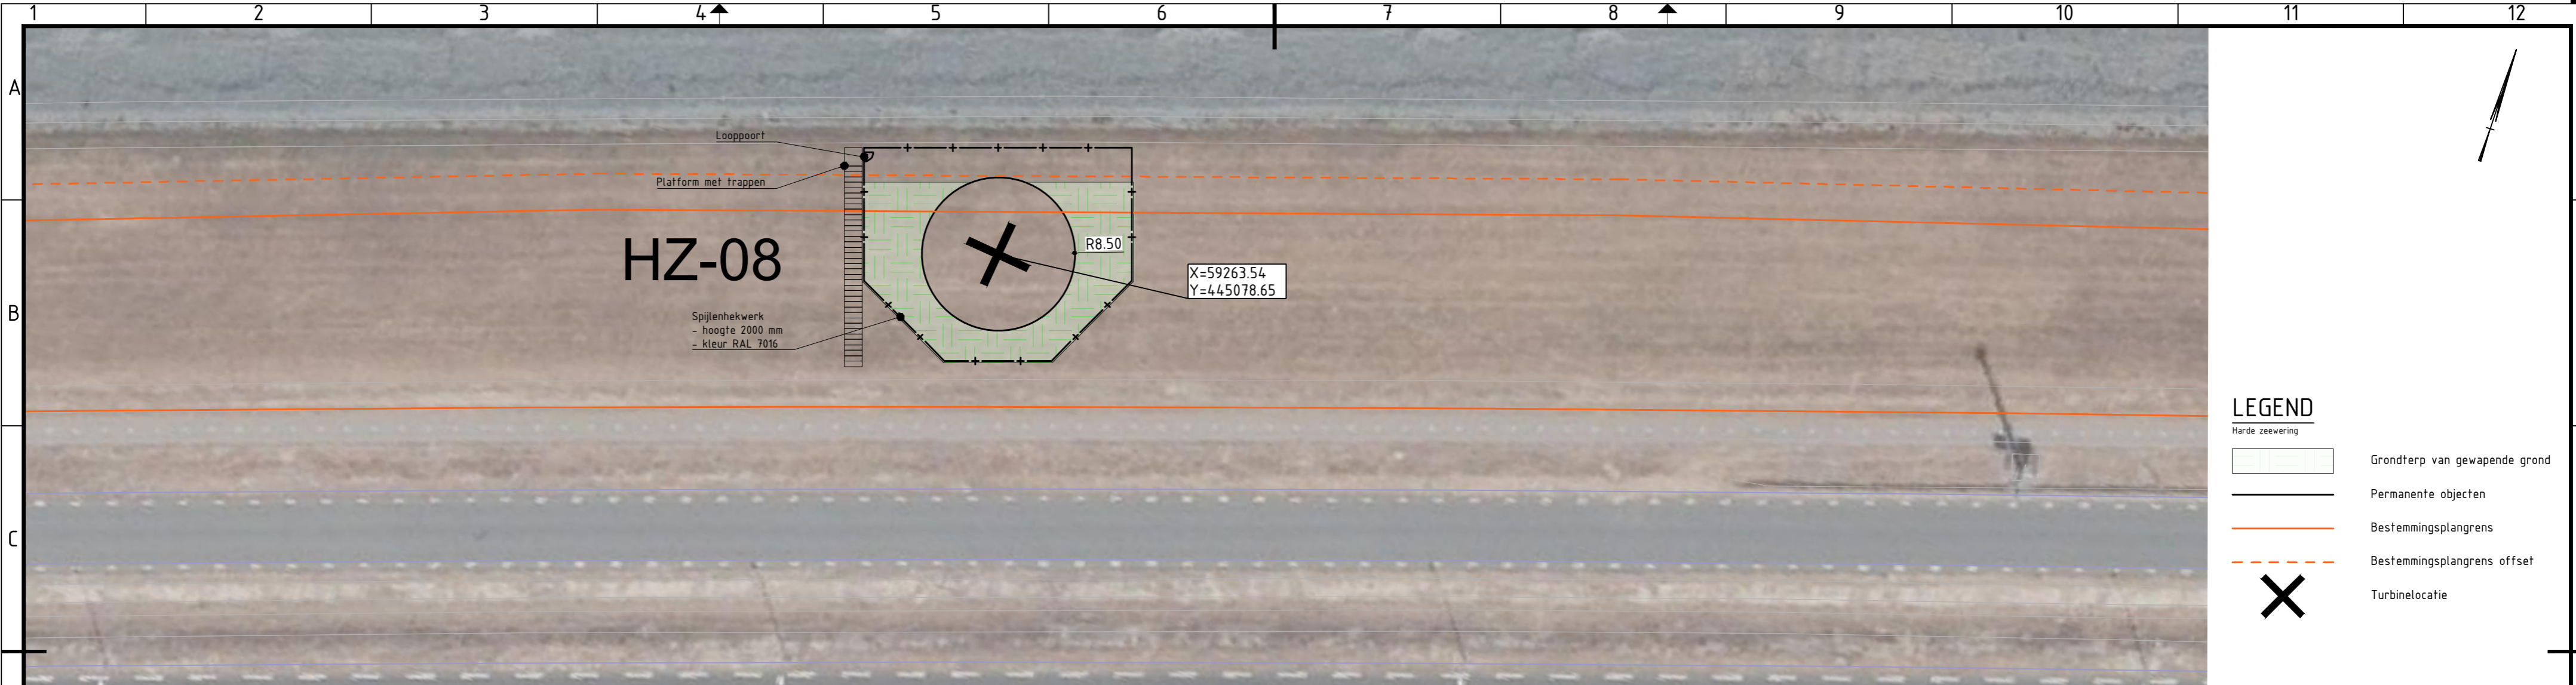 1 2 3 4 5 6 7 8 9 10 11 12
A
Looppoort
Platform met trappen
HZ-08
R8.50
X=59263.54
Y=445078.65
B
Spijlenhekwerk
- hoogte 2000 mm
- kleur RAL 7016
C
LEGEND
Harde zeewering
Grondterp van gewapende grond
Permanente objecten
Bestemmingsplangrens
Bestemmingsplangrens offset
Turbinelocatie